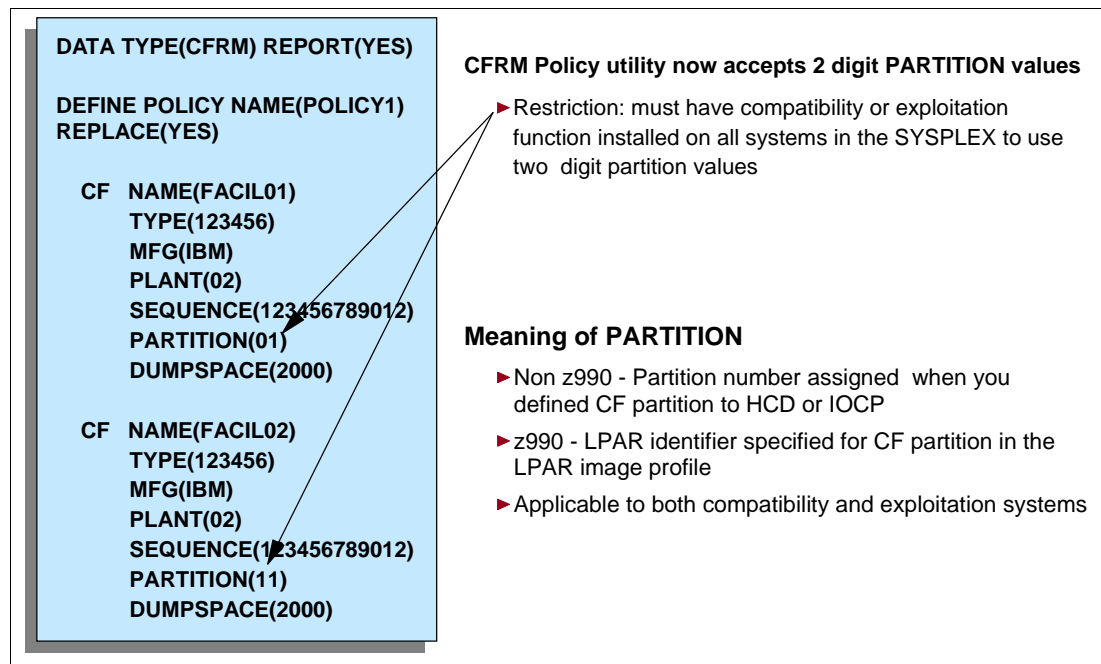 DATA TYPE(CFRM) REPORT(YES)
DEFINE POLICY NAME(POLICY1)
REPLACE(YES)
CF NAME(FACIL01)
TYPE(123456)
MFG(IBM)
PLANT(02)
SEQUENCE(123456789012)
PARTITION(01)
DUMPSPACE(2000)
CF NAME(FACIL02)
TYPE(123456)
MFG(IBM)
PLANT(02)
SEQUENCE(123456789012)
PARTITION(11)
DUMPSPACE(2000)
CFRM Policy utility now accepts 2 digit PARTITION values
Restriction: must have compatibility or exploitation
function installed on all systems in the SYSPLEX to use
two digit partition values
Meaning of PARTITION
Non z990 - Partition number assigned when you
defined CF partition to HCD or IOCP
z990 - LPAR identifier specified for CF partition in the
LPAR image profile
Applicable to both compatibility and exploitation systems